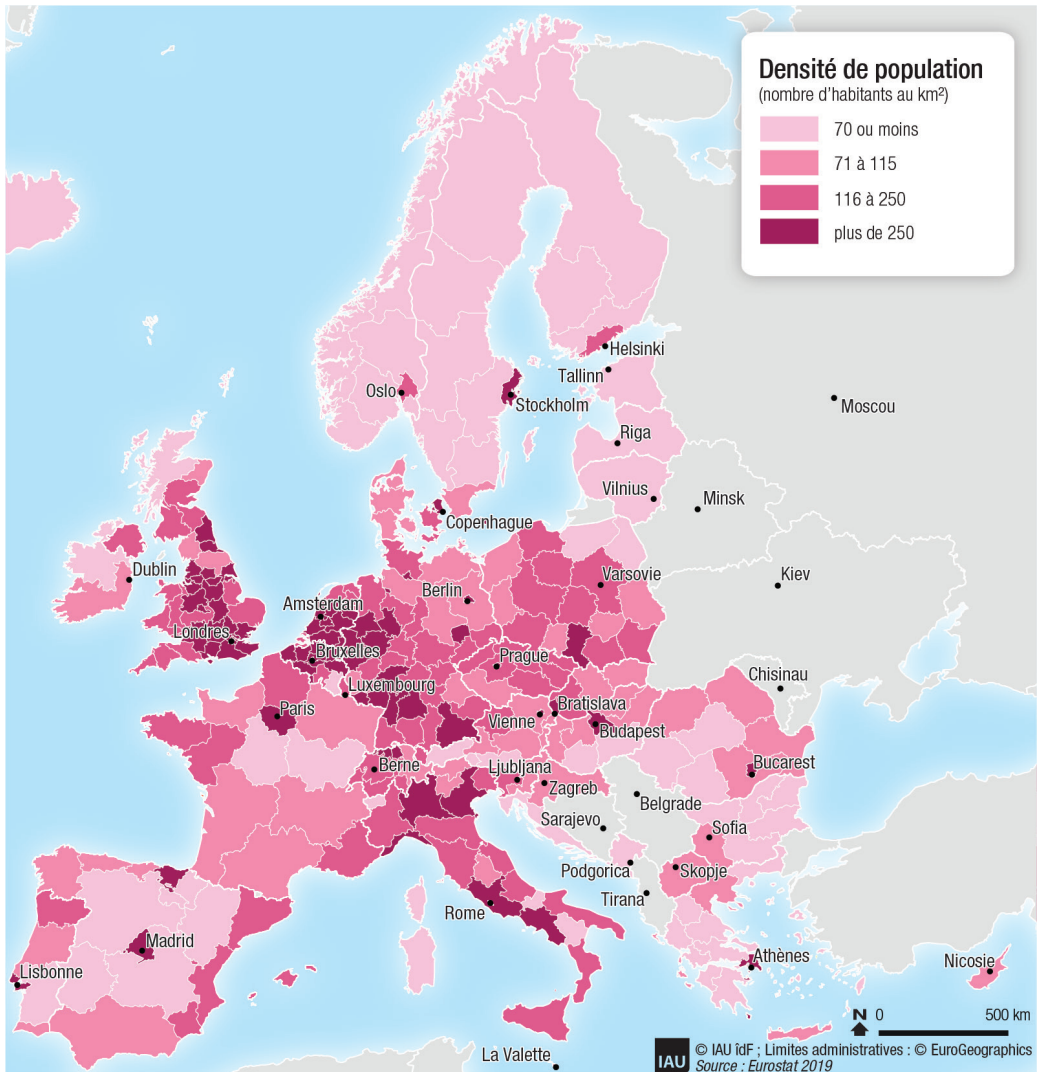 Densité de population
(nombre d'habitants au km²)
70 ou moins
71 à 115
116 à 250
plus de 250
Helsinki
Tallinn
Oslo
Stockholm
Moscou
Riga
Vilnius
Minsk
Copenhague
Dublin
Varsovie
Kiev
Berlin
Amsterdam
Londres
Bruxelles
Prague
Luxembourg
Chisinau
Paris
Bratislava
Vienne
Budapest
Berne
Ljubljana
Bucarest
Zagreb
Belgrade
Sarajevo
Sofia
Podgorica
Skopje
Tirana
Rome
Madrid
Lisbonne
Athènes
Nicosie
N 0 500 km
La Valette
IAU © IAU îdF ; Limites administratives : © EuroGeographics
Source : Eurostat 2019